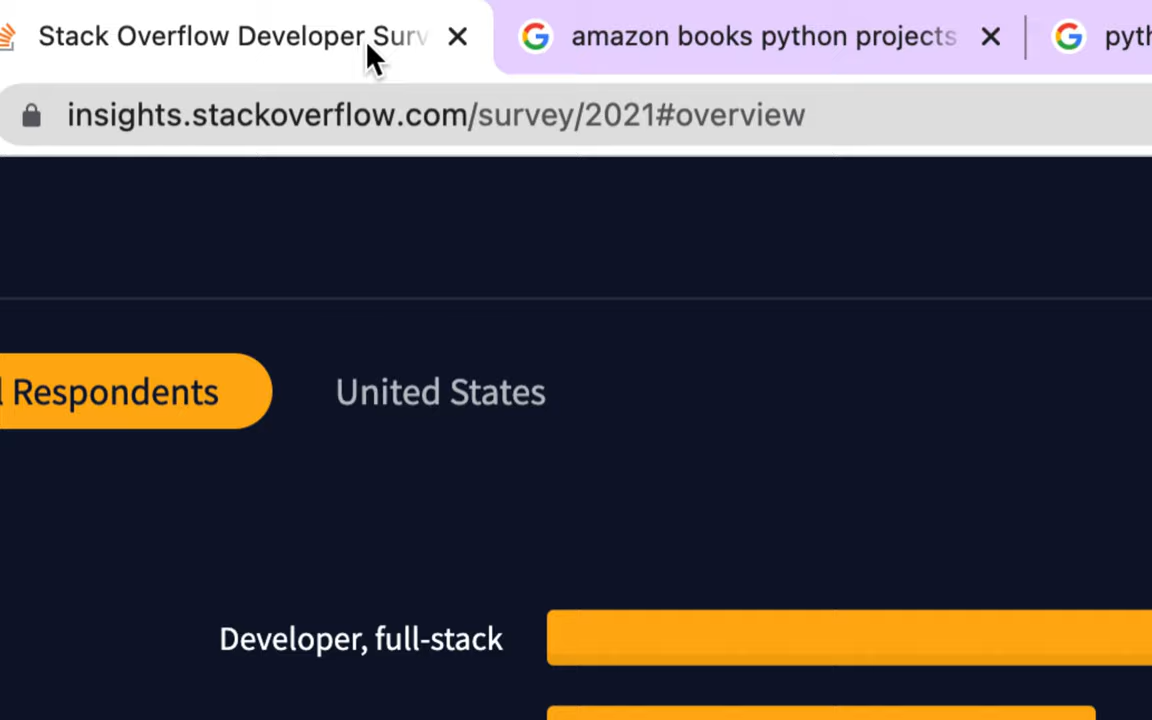 Stack Overflow Developer Surv
amazon books python projects
pyth
insights.stackoverflow.com/survey/2021#overview
Respondents
United States
Developer, full-stack